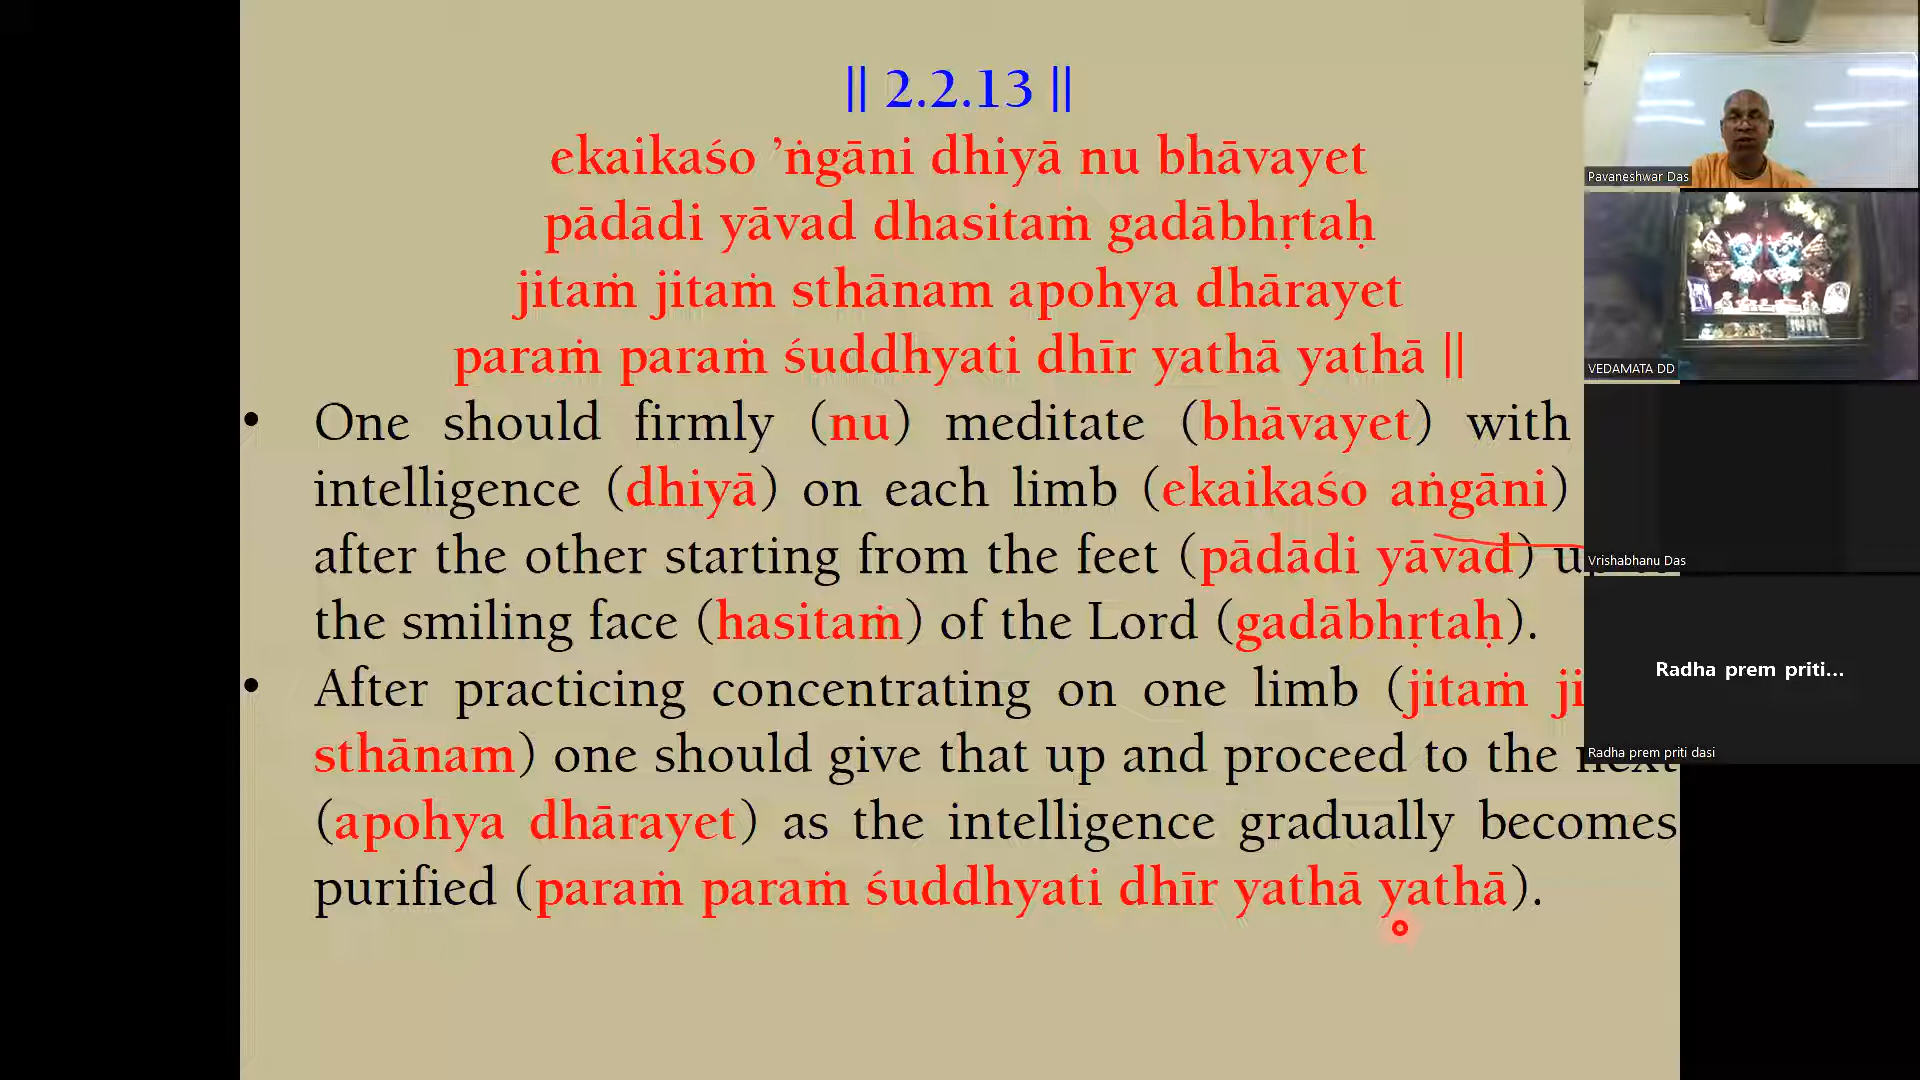 || 2.2.13 ||
ekaikaśo ’ṅgāni dhiyā nu bhāvayet
pādādi yāvad dhasitaṁ gadābhṛtaḥ
jitaṁ jitaṁ sthānam apohya dhārayet
paraṁ paraṁ śuddhyati dhīr yathā yathā ||
• One should firmly (nu) meditate (bhāvayet) with
intelligence (dhiyā) on each limb (ekaikaśo aṅgāni)
after the other starting from the feet (pādādi yāvad)
the smiling face (hasitaṁ) of the Lord (gadābhṛtaḥ).
• After practicing concentrating on one limb (jitaṁ
sthānam) one should give that up and proceed to the next
(apohya dhārayet) as the intelligence gradually becomes
purified (paraṁ paraṁ śuddhyati dhīr yathā yathā).
Pavaneshwar Das
VEDAMATA DD
Vrishabhanu Das
Radha prem priti...
Radha prem priti dasi